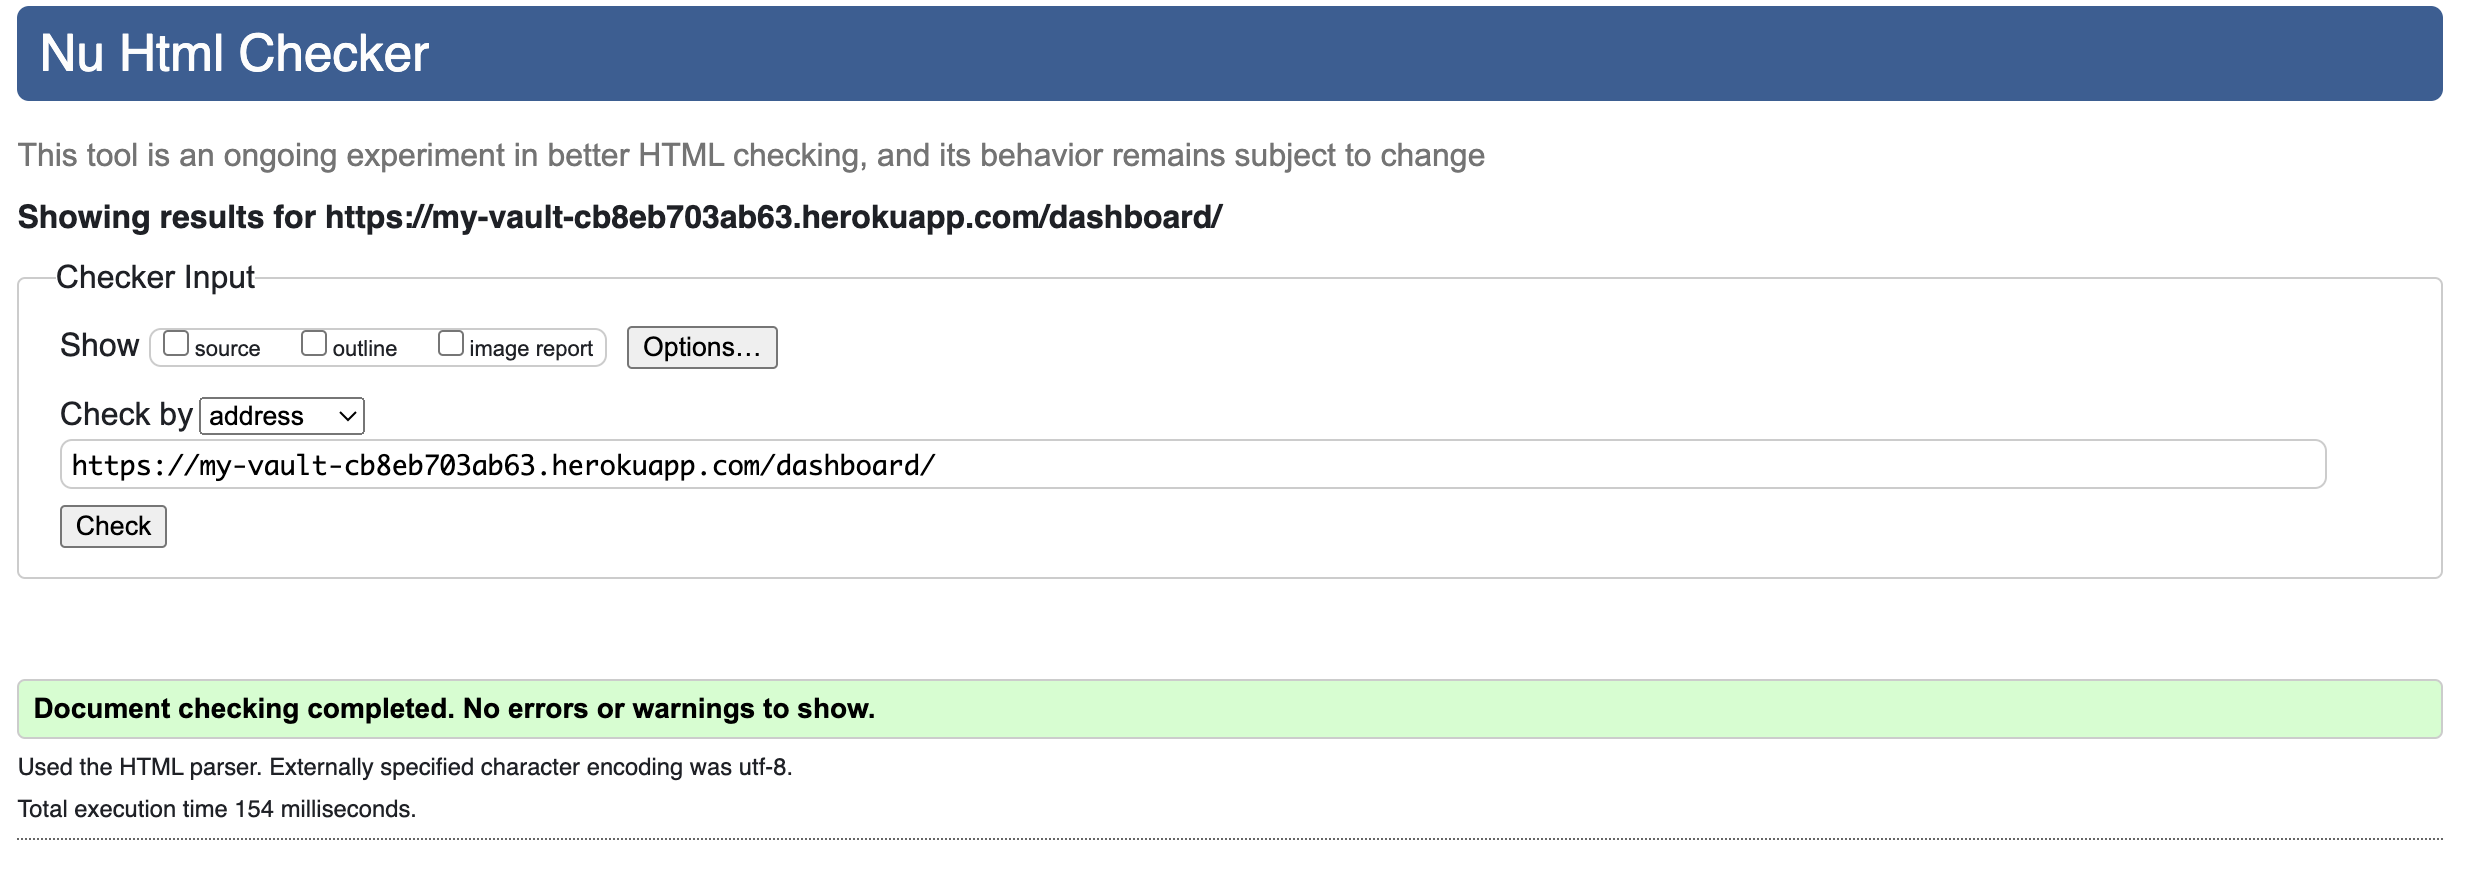 Nu Html Checker
This tool is an ongoing experiment in better HTML checking, and its behavior remains subject to change
Showing results for https://my-vault-cb8eb703ab63.herokuapp.com/dashboard/
Checker Input
Show source outline image report Options...
Check by address
https://my-vault-cb8eb703ab63.herokuapp.com/dashboard/
Check
Document checking completed. No errors or warnings to show.
Used the HTML parser. Externally specified character encoding was utf-8.
Total execution time 154 milliseconds.